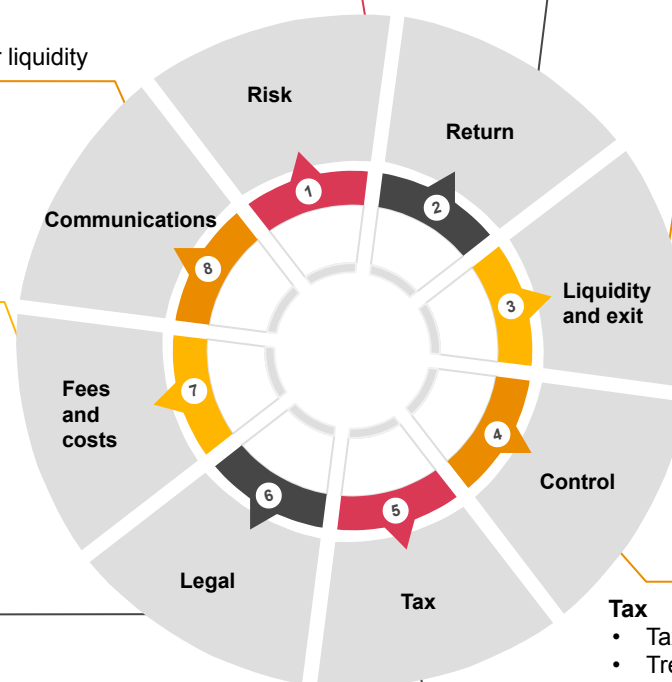 liquidity
Risk
Return
Communications
Liquidity
and exit
Fees
and
costs
Control
Legal
Tax
1
2
3
4
5
6
7
8
Tax
•
•